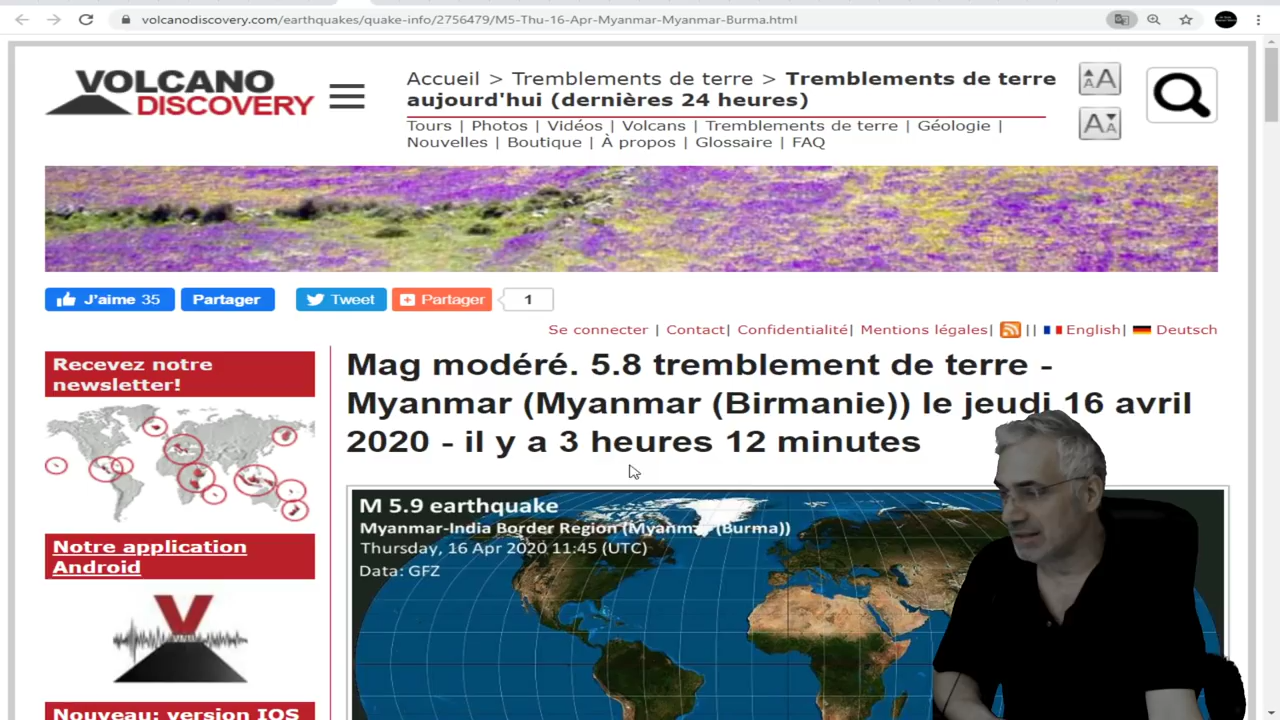 volcanodiscovery.com/earthquakes/quake-info/2756479/M5-Thu-16-Apr-Myanmar-Myanmar-Burma.html
VOLCANO
DISCOVERY
Accueil > Tremblements de terre > Tremblements de terre
aujourd'hui (dernières 24 heures)
Tours | Photos | Vidéos | Volcans | Tremblements de terre | Géologie |
Nouvelles | Boutique | À propos | Glossaire | FAQ
AA
AA
J'aime 35
Partager
Tweet
Partager
1
Se connecter | Contact| Confidentialité| Mentions légales| || English| Deutsch
Recevez notre
newsletter!
Notre application
Android
Nouveau: version IOS
Mag modéré. 5.8 tremblement de terre -
Myanmar (Myanmar (Birmanie)) le jeudi 16 avril
2020 - il y a 3 heures 12 minutes
M 5.9 earthquake
Myanmar-India Border Region (Myanmar (Burma))
Thursday, 16 Apr 2020 11:45 (UTC)
Data: GFZ